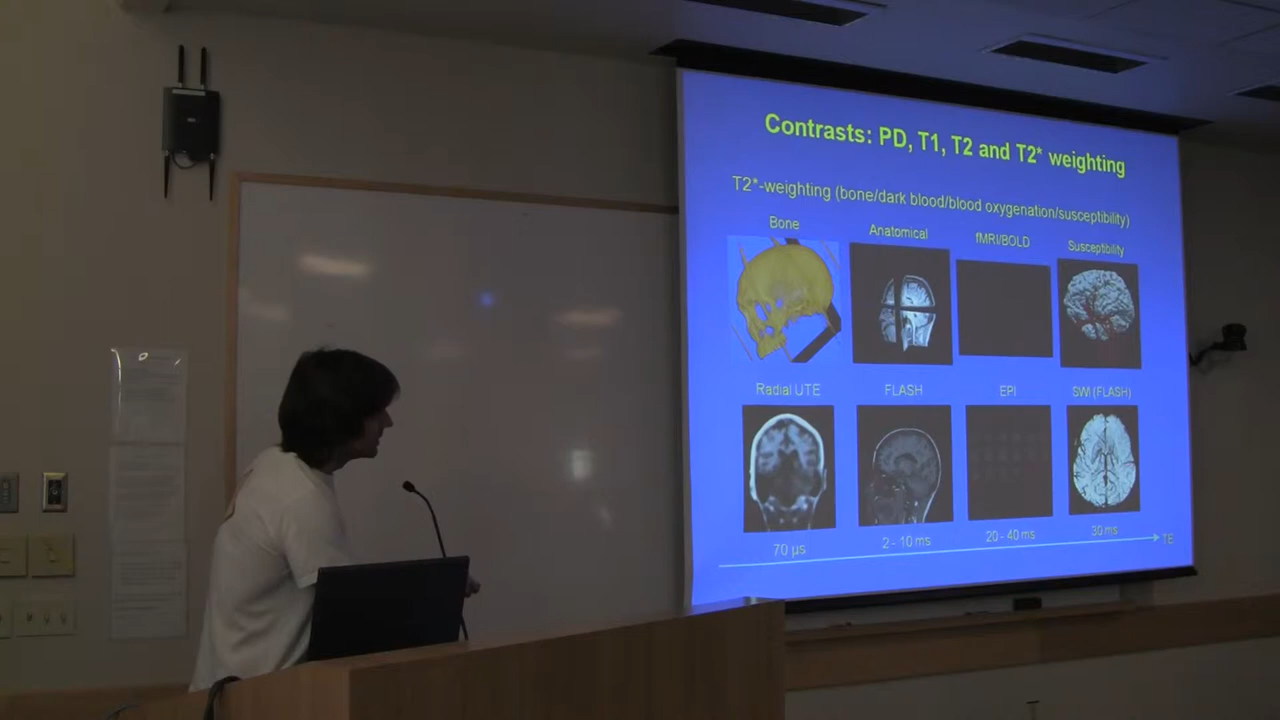 Contrasts: PD, T1, T2 and T2* weighting
T2*-weighting (bone/dark blood/blood oxygenation/susceptibility)
Bone Anatomical fMRI/BOLD Susceptibility
Radial UTE FLASH EPI SWI (FLASH)
70 µs 2 - 10 ms 20 - 40 ms 30 ms TE